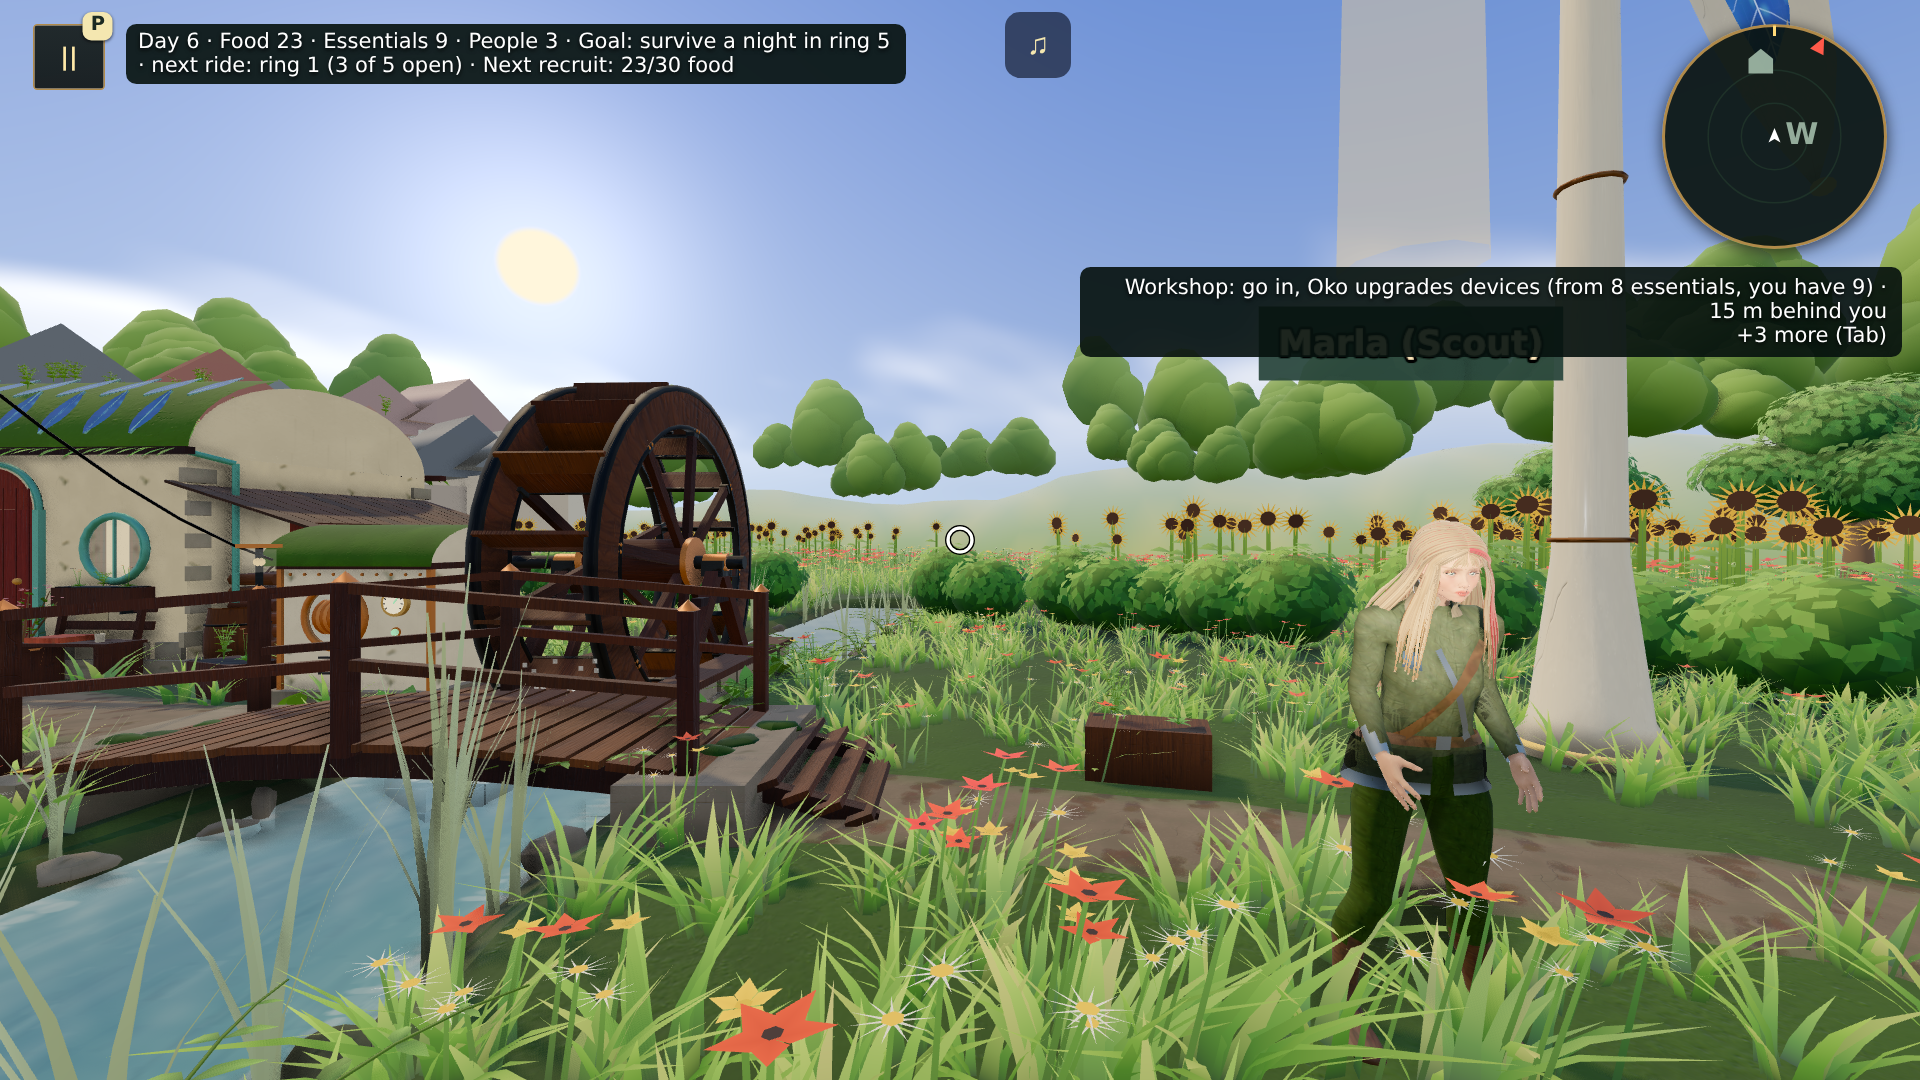 P
Day 6 · Food 23 · Essentials 9 · People 3 · Goal: survive a night in ring 5
· next ride: ring 1 (3 of 5 open) · Next recruit: 23/30 food
W
Workshop: go in, Oko upgrades devices (from 8 essentials, you have 9) ·
15 m behind you
+3 more (Tab)
Marla (Scout)